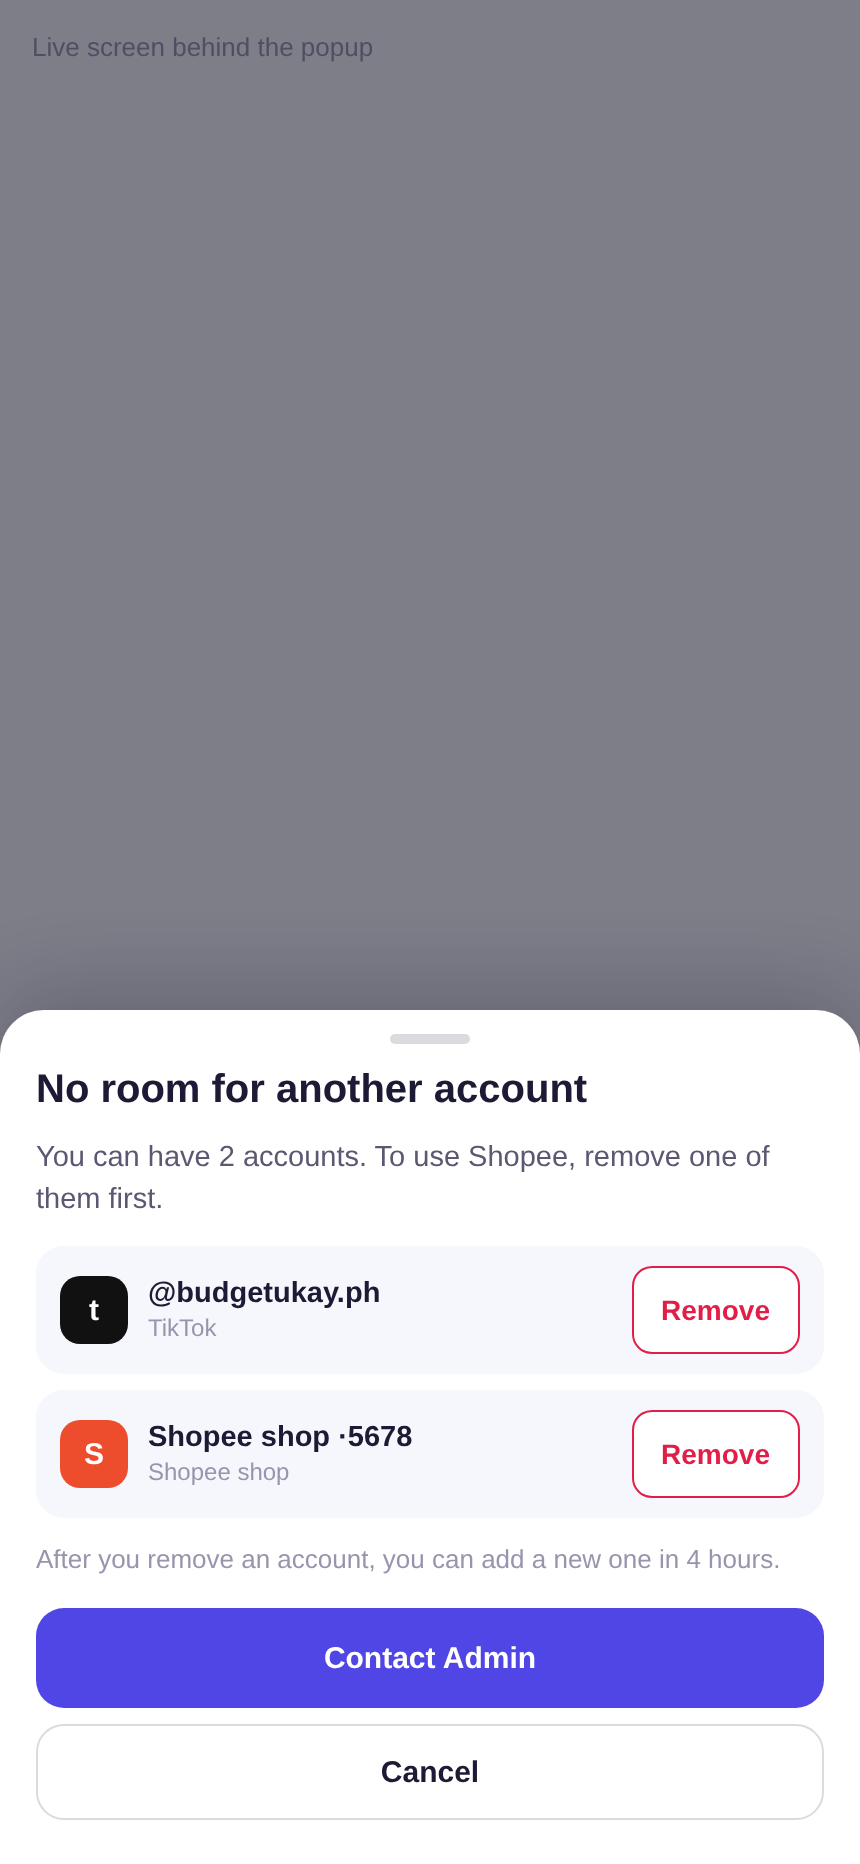 Live screen behind the popup
No room for another account
You can have 2 accounts. To use Shopee, remove one of
them first.
t
@budgetukay.ph
TikTok
Remove
S
Shopee shop ·5678
Shopee shop
Remove
After you remove an account, you can add a new one in 4 hours.
Contact Admin
Cancel